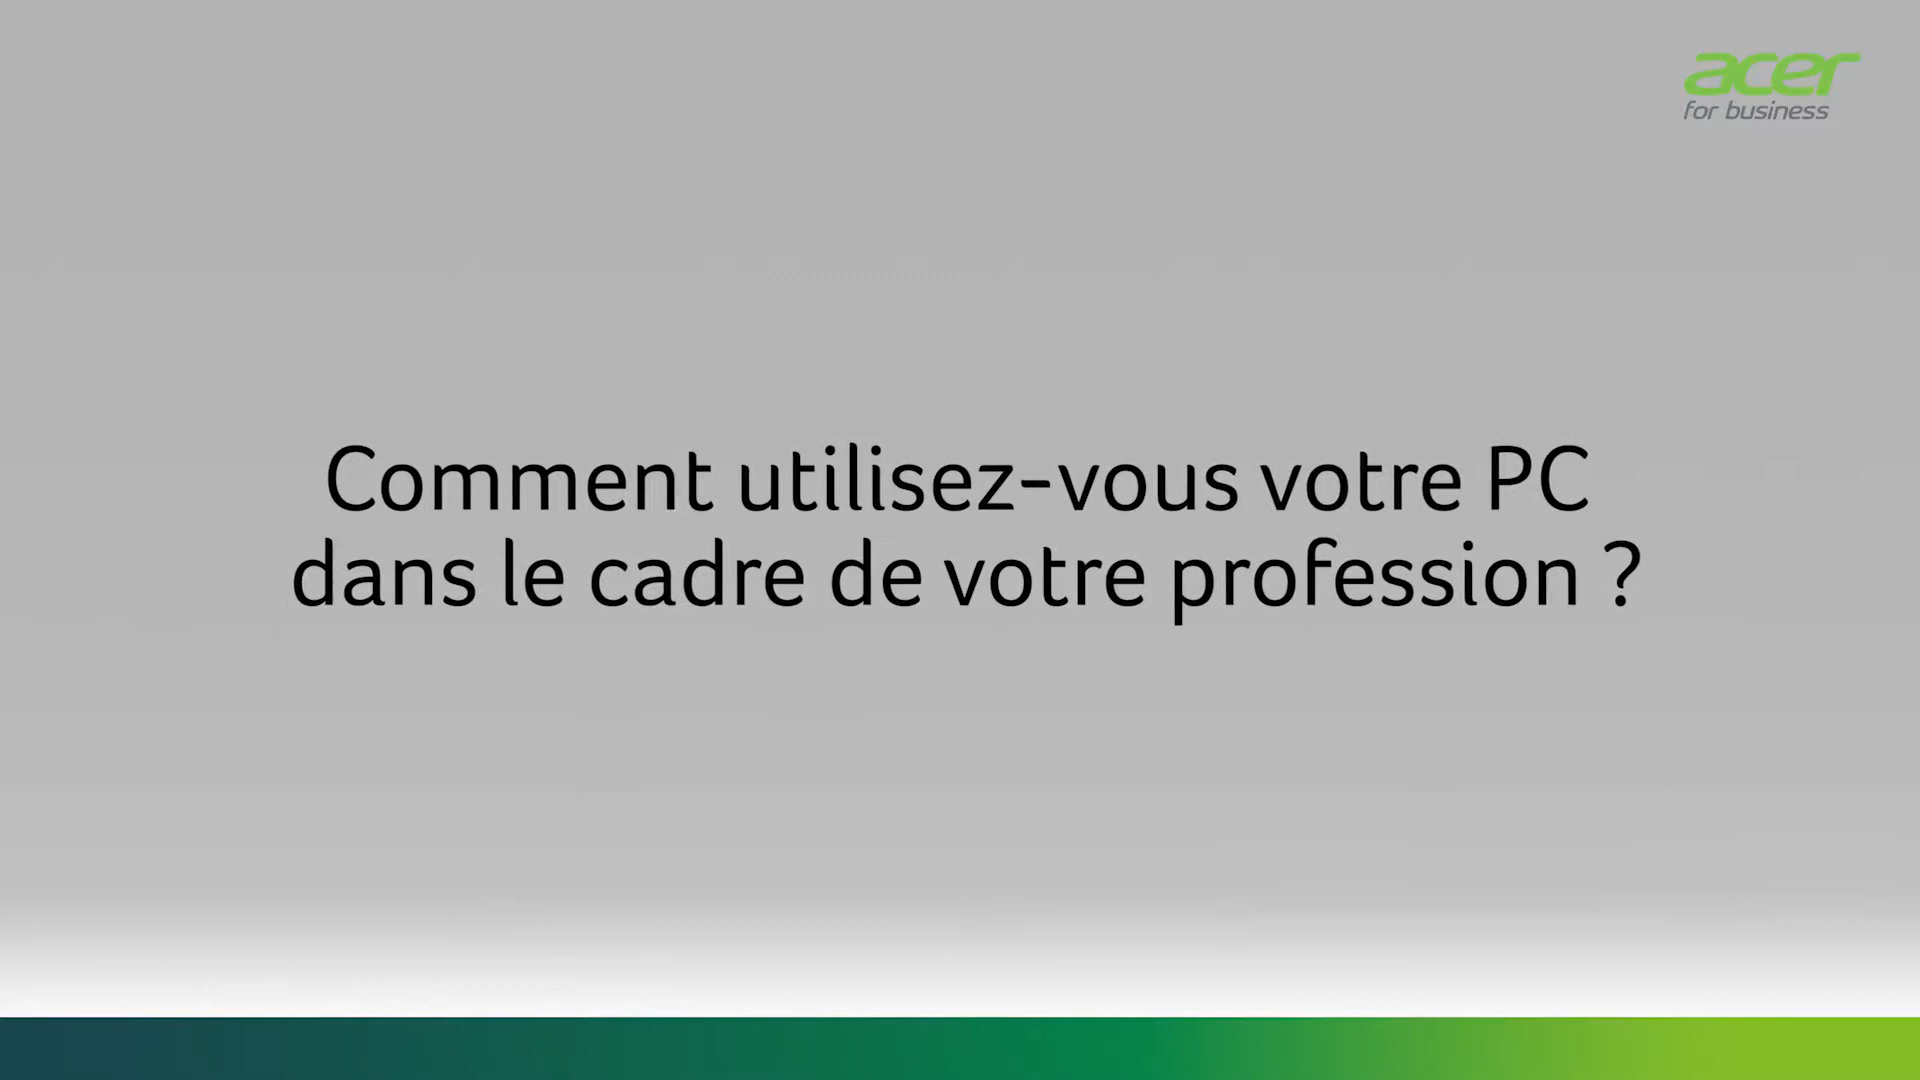 acer
for business
Comment utilisez-vous votre PC
dans le cadre de votre profession ?